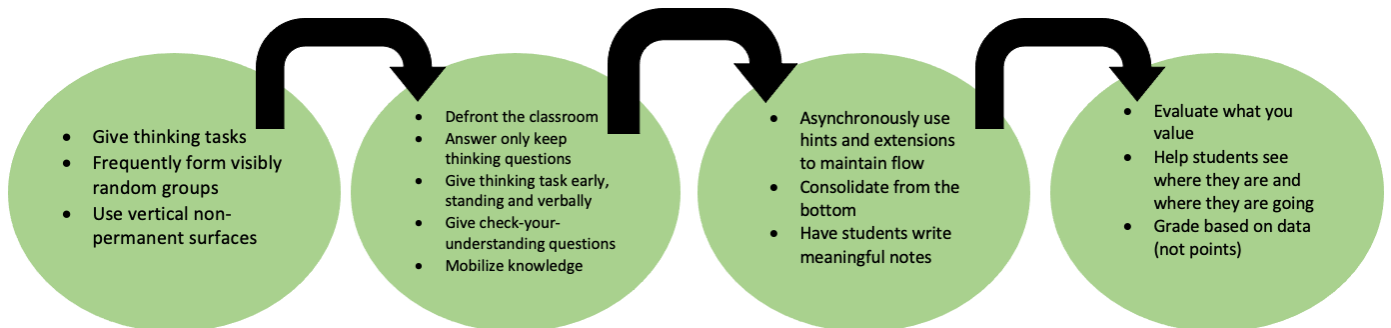 • Give thinking tasks
• Frequently form visibly
random groups
• Use vertical non-
permanent surfaces
• Defront the classroom
• Answer only keep
thinking questions
• Give thinking task early,
standing and verbally
• Give check-your-
understanding questions
• Mobilize knowledge
• Asynchronously use
hints and extensions
to maintain flow
• Consolidate from the
bottom
• Have students write
meaningful notes
• Evaluate what you
value
• Help students see
where they are and
where they are going
• Grade based on data
(not points)